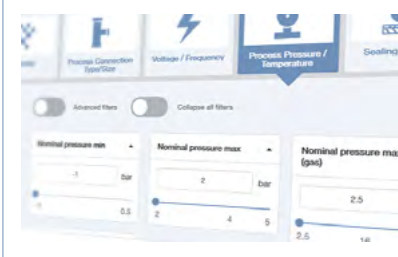 Process Connection
Type/Size
Voltage / Frequency
Process Pressure /
Temperature
Sealing
Advanced filters
Collapse all filters
Nominal pressure min
-1
bar
-1
0.5
Nominal pressure max
2
bar
2
4
5
Nominal pressure max
(gas)
2.5
2.5
16